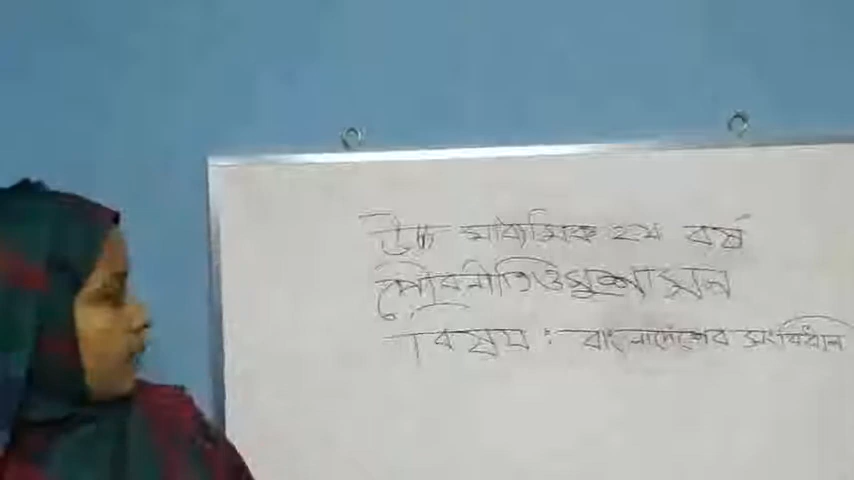 উচ্চ মাধ্যমিক ২য় বর্ষ
পৌরনীতি ও সুশাসন
বিষয় : বাংলাদেশের সংবিধান